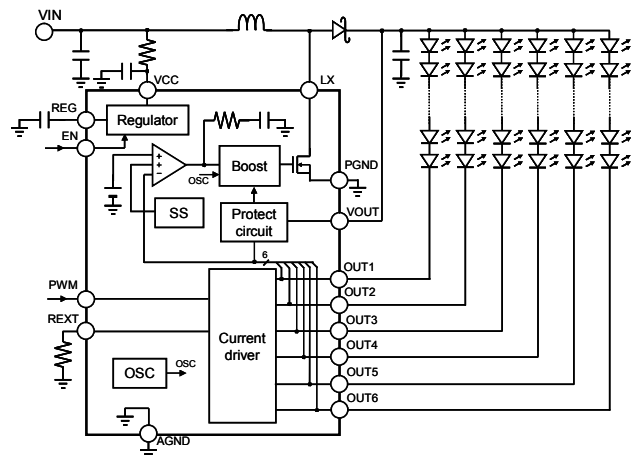 VIN
VCC
LX
REG
Regulator
EN
+
+
−
Boost
OSC
PGND
SS
Protect
circuit
VOUT
6
OUT1
PWM
OUT2
REXT
OUT3
Current
driver
OUT4
OSC
OSC
OUT5
OUT6
AGND